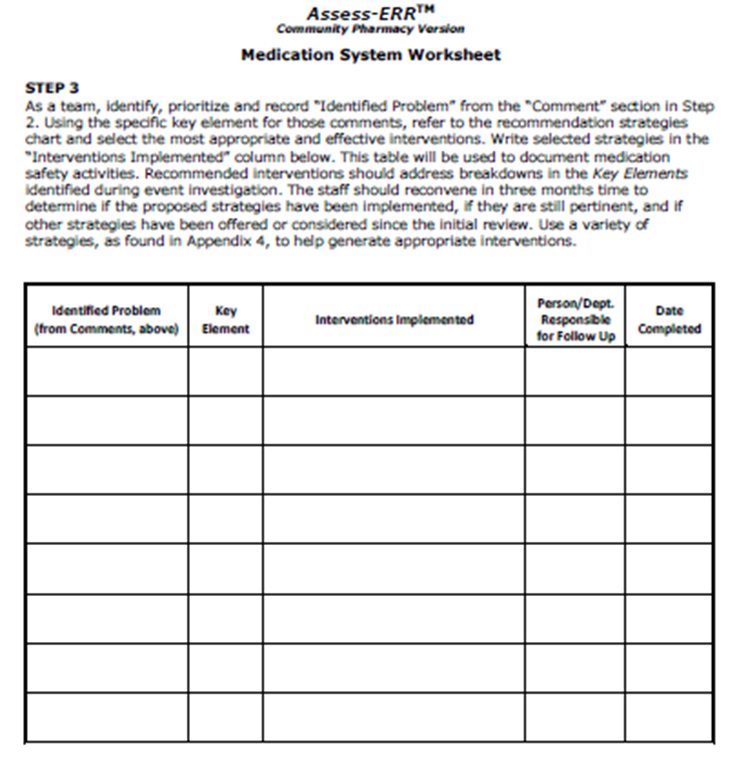 Assess-ERR™
Community Pharmacy Version
Medication System Worksheet
STEP 3
As a team, identify, prioritize and record "Identified Problem" from the "Comment" section in Step
2. Using the specific key element for those comments, refer to the recommendation strategies
chart and select the most appropriate and effective interventions. Write selected strategies in the
"Interventions Implemented" column below. This table will be used to document medication
safety activities. Recommended interventions should address breakdowns in the Key Elements
identified during event investigation. The staff should reconvene in three months time to
determine if the proposed strategies have been implemented, if they are still pertinent, and if
other strategies have been offered or considered since the initial review. Use a variety of
strategies, as found in Appendix 4, to help generate appropriate interventions.
Identified Problem
(from Comments, above)
Key
Element
Interventions Implemented
Person/Dept.
Responsible
for Follow Up
Date
Completed